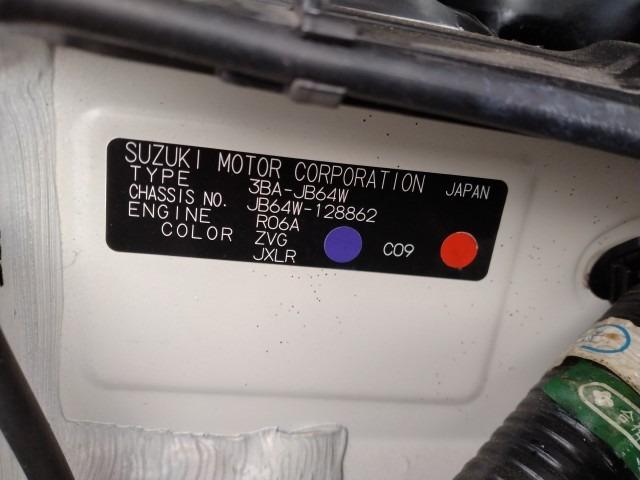 SUZUKI MOTOR CORPORATION JAPAN
TYPE 3BA-JB64W
CHASSIS NO. JB64W-128862
ENGINE R06A
COLOR ZVG C09
JXLR